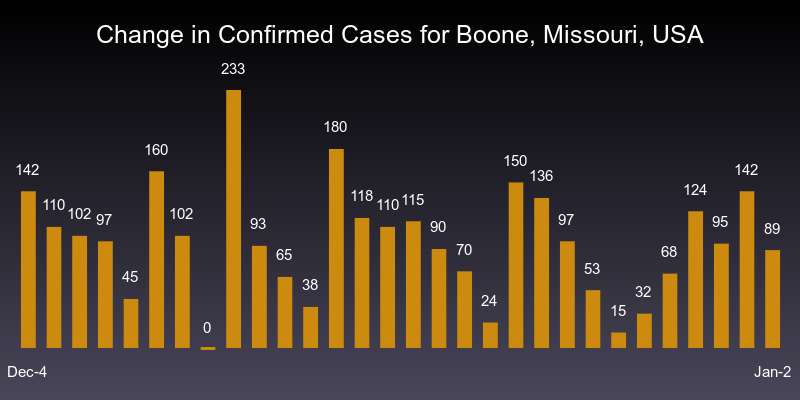 Change in Confirmed Cases for Boone, Missouri, USA
142 110 102 97 45 160 102 0 233 93 65 38 180 118 110 115 90 70 24 150 136 97 53 15 32 68 124 95 142 89
Dec-4 Jan-2